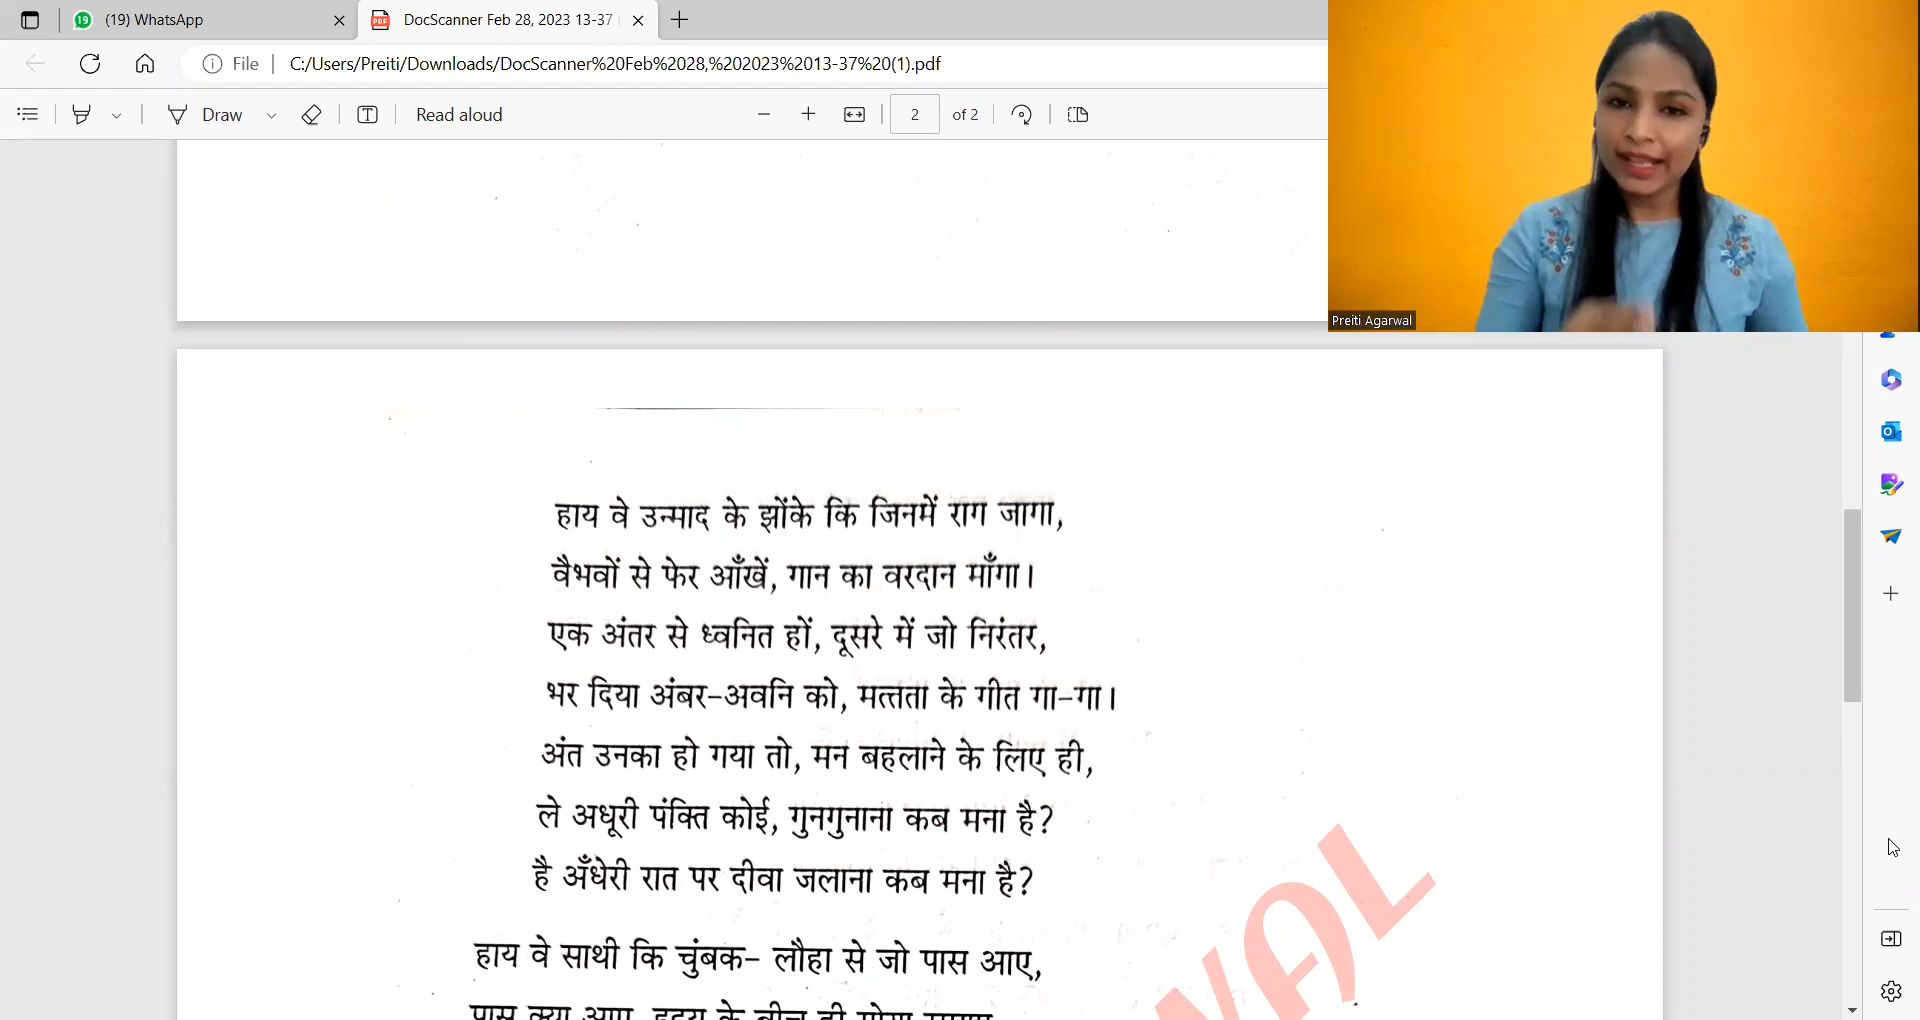 (19) WhatsApp
DocScanner Feb 28, 2023 13-37
File
C:/Users/Preiti/Downloads/DocScanner%20Feb%2028,%202023%2013-37%20(1).pdf
Draw
Read aloud
2 of 2
Preiti Agarwal
हाय वे उन्माद के झोंके कि जिनमें राग जागा,
वैभवों से फेर आँखें, गान का वरदान माँगा।
एक अंतर से ध्वनित हों, दूसरे में जो निरंतर,
भर दिया अंबर-अवनि को, मत्तता के गीत गा-गा।
अंत उनका हो गया तो, मन बहलाने के लिए ही,
ले अधूरी पंक्ति कोई, गुनगुनाना कब मना है?
है अँधेरी रात पर दीवा जलाना कब मना है?
हाय वे साथी कि चुंबक- लौहा से जो पास आए,
पास क्या आए, हृदय के बीच ही
WAL